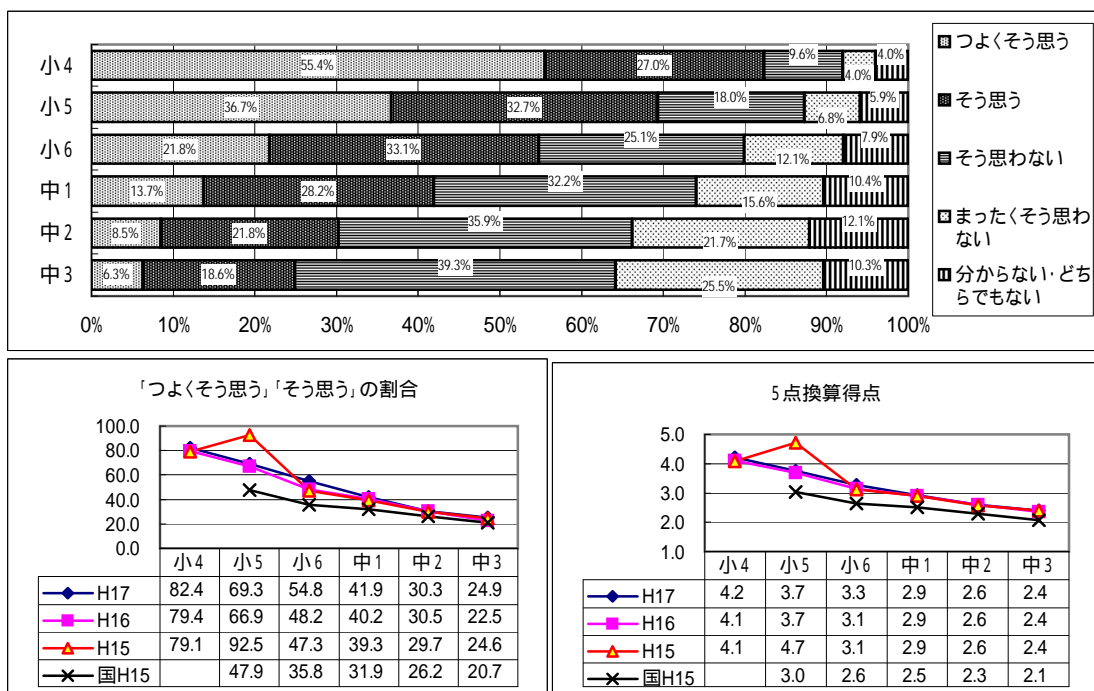 つよくそう思う
そう思う
そう思わない
まったくそう思わ
ない
分からない・どち
らでもない
小4 55.4% 27.0% 9.6% 4.0% 4.0%
小5 36.7% 32.7% 18.0% 6.8% 5.9%
小6 21.8% 33.1% 25.1% 12.1% 7.9%
中1 13.7% 28.2% 32.2% 15.6% 10.4%
中2 8.5% 21.8% 35.9% 21.7% 12.1%
中3 6.3% 18.6% 39.3% 25.5% 10.3%
0% 10% 20% 30% 40% 50% 60% 70% 80% 90% 100%
「つよくそう思う」「そう思う」の割合
100.0
80.0
60.0
40.0
20.0
0.0
小4 小5 小6 中1 中2 中3
H17 82.4 69.3 54.8 41.9 30.3 24.9
H16 79.4 66.9 48.2 40.2 30.5 22.5
H15 79.1 92.5 47.3 39.3 29.7 24.6
国H15 47.9 35.8 31.9 26.2 20.7
5点換算得点
5.0
4.0
3.0
2.0
1.0
小4 小5 小6 中1 中2 中3
H17 4.2 3.7 3.3 2.9 2.6 2.4
H16 4.1 3.7 3.1 2.9 2.6 2.4
H15 4.1 4.7 3.1 2.9 2.6 2.4
国H15 3.0 2.6 2.5 2.3 2.1